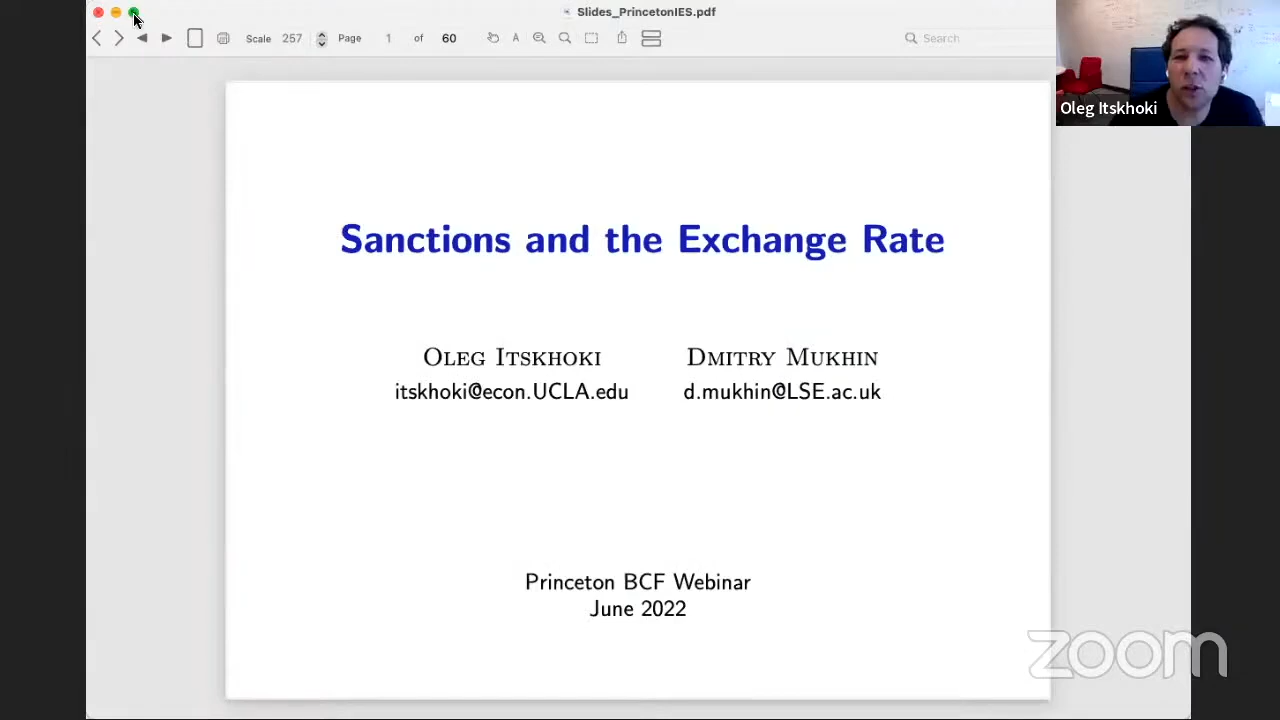 Slides_PrincetonIES.pdf
Scale 257 Page 1 of 60 A Search
Oleg Itskhoki
Sanctions and the Exchange Rate
Oleg Itskhoki Dmitry Mukhin
itskhoki@econ.UCLA.edu d.mukhin@LSE.ac.uk
Princeton BCF Webinar
June 2022
zoom